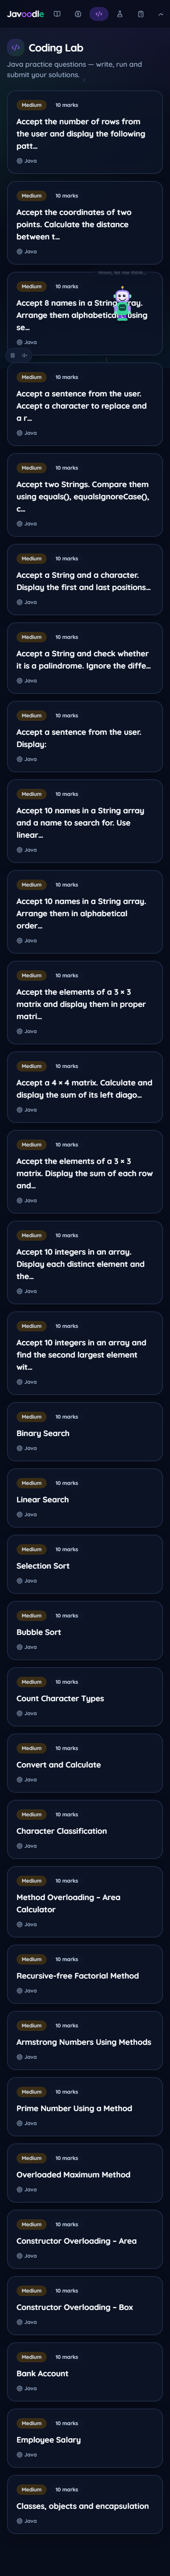 Javoodle
Coding Lab
Java practice questions — write, run and
submit your solutions.
Medium 10 marks
Accept the number of rows from
the user and display the following
patt...
Java
Medium 10 marks
Accept the coordinates of two
points. Calculate the distance
between t...
Java
Medium 10 marks
Accept 8 names in a String
Arrange them in alphabetical
se...
Java
Medium 10 marks
Accept a sentence from the user.
Accept a character to replace and
a r...
Java
Medium 10 marks
Accept two Strings. Compare them
using equals(), equalsIgnoreCase(),
c...
Java
Medium 10 marks
Accept a String and a character.
Display the first and last positions...
Java
Medium 10 marks
Accept a String and check whether
it is a palindrome. Ignore the diffe...
Java
Medium 10 marks
Accept a sentence from the user.
Display:
Java
Medium 10 marks
Accept 10 names in a String array
and a name to search for. Use
linear...
Java
Medium 10 marks
Accept 10 names in a String array.
Arrange them in alphabetical
order...
Java
Medium 10 marks
Accept the elements of a 3 × 3
matrix and display them in proper
matri...
Java
Medium 10 marks
Accept a 4 × 4 matrix. Calculate and
display the sum of its left diago...
Java
Medium 10 marks
Accept the elements of a 3 × 3
matrix. Display the sum of each row
and...
Java
Medium 10 marks
Accept 10 integers in an array.
Display each distinct element and
the...
Java
Medium 10 marks
Accept 10 integers in an array and
find the second largest element
wit...
Java
Medium 10 marks
Binary Search
Java
Medium 10 marks
Linear Search
Java
Medium 10 marks
Selection Sort
Java
Medium 10 marks
Bubble Sort
Java
Medium 10 marks
Count Character Types
Java
Medium 10 marks
Convert and Calculate
Java
Medium 10 marks
Character Classification
Java
Medium 10 marks
Method Overloading – Area
Calculator
Java
Medium 10 marks
Recursive-free Factorial Method
Java
Medium 10 marks
Armstrong Numbers Using Methods
Java
Medium 10 marks
Prime Number Using a Method
Java
Medium 10 marks
Overloaded Maximum Method
Java
Medium 10 marks
Constructor Overloading – Area
Java
Medium 10 marks
Constructor Overloading – Box
Java
Medium 10 marks
Bank Account
Java
Medium 10 marks
Employee Salary
Java
Medium 10 marks
Classes, objects and encapsulation
Java